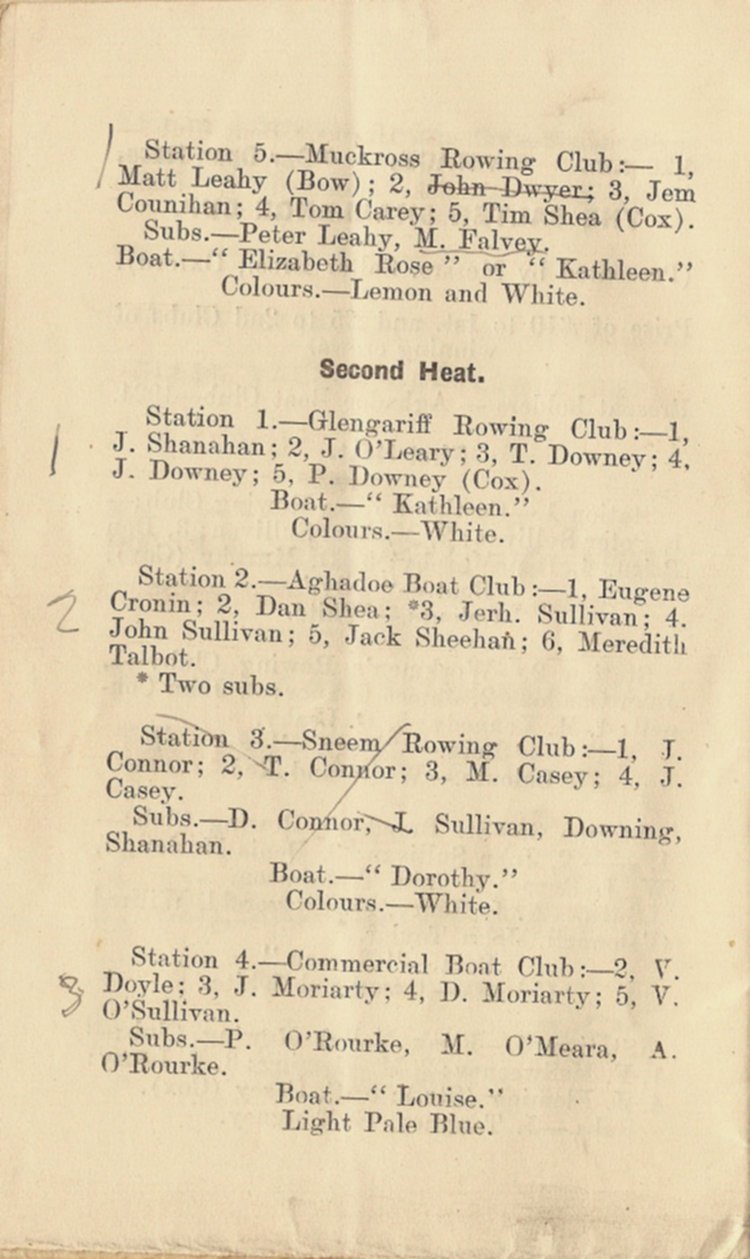 Station 5.—Muckross Rowing Club:— 1,
Matt Leahy (Bow); 2, John Dwyer; 3, Jem
Counihan; 4, Tom Carey; 5, Tim Shea (Cox).
Subs.—Peter Leahy, M. Falvey.
Boat.—“ Elizabeth Rose ” or “ Kathleen.”
Colours.—Lemon and White.
Second Heat.
Station 1.—Glengariff Rowing Club:—1,
1 J. Shanahan; 2, J. O’Leary; 3, T. Downey; 4,
J. Downey; 5, P. Downey (Cox).
Boat.—“ Kathleen.”
Colours.—White.
Station 2.—Aghadoe Boat Club:—1, Eugene
2 Cronin; 2, Dan Shea; *3, Jerh. Sullivan; 4.
John Sullivan; 5, Jack Sheehan; 6, Meredith
Talbot.
* Two subs.
Station 3.—Sneem Rowing Club:—1, J.
Connor; 2, T. Connor; 3, M. Casey; 4, J.
Casey.
Subs.—D. Connor, J. Sullivan, Downing,
Shanahan.
Boat.—“ Dorothy.”
Colours.—White.
Station 4.—Commercial Boat Club:—2, V.
3 Doyle; 3, J. Moriarty; 4, D. Moriarty; 5, V.
O’Sullivan.
Subs.—P. O’Rourke, M. O’Meara, A.
O’Rourke.
Boat.—“ Louise.”
Light Pale Blue.